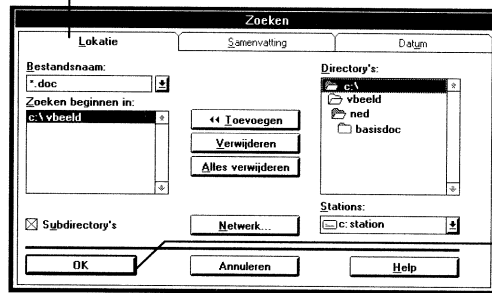 Zoeken
Lokatie
Samenvatting
Datum
Bestandsnaam:
*.doc
Zoeken beginnen in:
c:\vbeeld
Toevoegen
Verwijderen
Alles verwijderen
Directory's:
c:\
vbeeld
ned
basisdoc
Subdirectory's
Netwerk...
Stations:
c: station
OK
Annuleren
Help